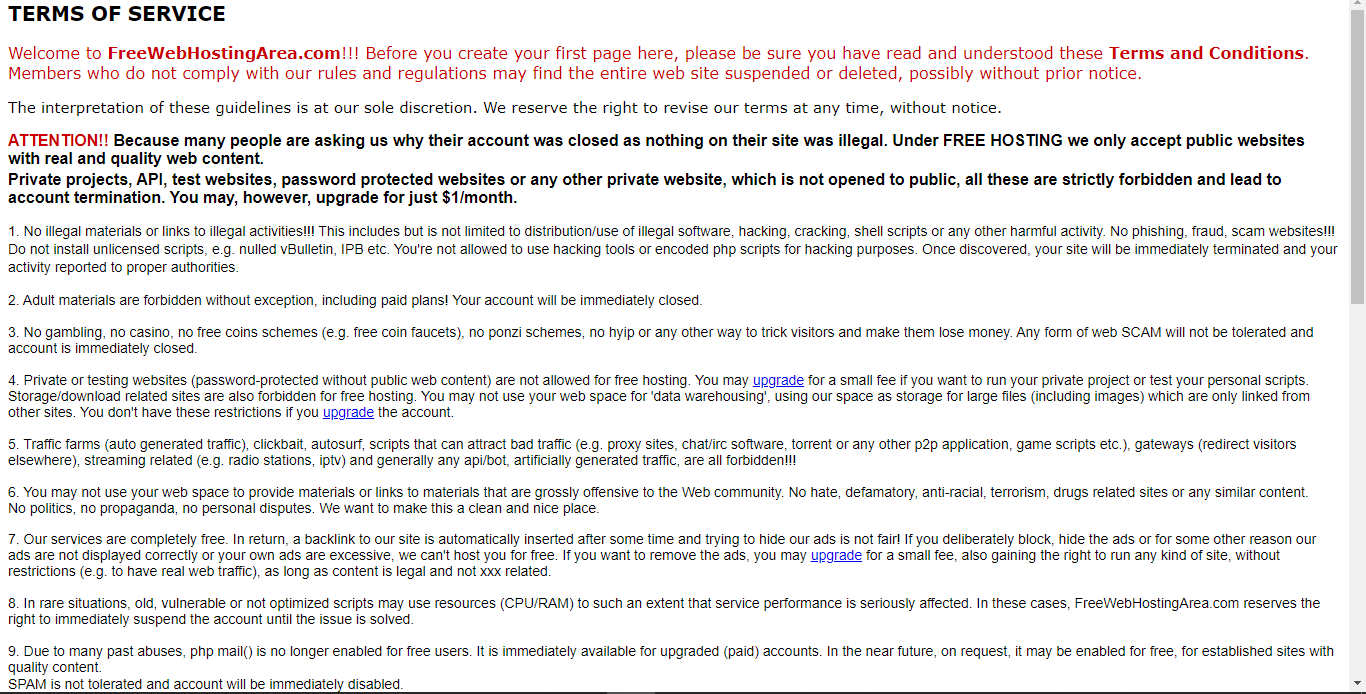 TERMS OF SERVICE
Welcome to FreeWebHostingArea.com!!! Before you create your first page here, please be sure you have read and understood these Terms and Conditions.
Members who do not comply with our rules and regulations may find the entire web site suspended or deleted, possibly without prior notice.
The interpretation of these guidelines is at our sole discretion. We reserve the right to revise our terms at any time, without notice.
ATTENTION!! Because many people are asking us why their account was closed as nothing on their site was illegal. Under FREE HOSTING we only accept public websites
with real and quality web content.
Private projects, API, test websites, password protected websites or any other private website, which is not opened to public, all these are strictly forbidden and lead to
account termination. You may, however, upgrade for just $1/month.
1. No illegal materials or links to illegal activities!!! This includes but is not limited to distribution/use of illegal software, hacking, cracking, shell scripts or any other harmful activity. No phishing, fraud, scam websites!!!
Do not install unlicensed scripts, e.g. nulled vBulletin, IPB etc. You're not allowed to use hacking tools or encoded php scripts for hacking purposes. Once discovered, your site will be immediately terminated and your
activity reported to proper authorities.
2. Adult materials are forbidden without exception, including paid plans! Your account will be immediately closed.
3. No gambling, no casino, no free coins schemes (e.g. free coin faucets), no ponzi schemes, no hyip or any other way to trick visitors and make them lose money. Any form of web SCAM will not be tolerated and
account is immediately closed.
4. Private or testing websites (password-protected without public web content) are not allowed for free hosting. You may upgrade for a small fee if you want to run your private project or test your personal scripts.
Storage/download related sites are also forbidden for free hosting. You may not use your web space for 'data warehousing', using our space as storage for large files (including images) which are only linked from
other sites. You don't have these restrictions if you upgrade the account.
5. Traffic farms (auto generated traffic), clickbait, autosurf, scripts that can attract bad traffic (e.g. proxy sites, chat/irc software, torrent or any other p2p application, game scripts etc.), gateways (redirect visitors
elsewhere), streaming related (e.g. radio stations, iptv) and generally any api/bot, artificially generated traffic, are all forbidden!!!
6. You may not use your web space to provide materials or links to materials that are grossly offensive to the Web community. No hate, defamatory, anti-racial, terrorism, drugs related sites or any similar content.
No politics, no propaganda, no personal disputes. We want to make this a clean and nice place.
7. Our services are completely free. In return, a backlink to our site is automatically inserted after some time and trying to hide our ads is not fair! If you deliberately block, hide the ads or for some other reason our
ads are not displayed correctly or your own ads are excessive, we can't host you for free. If you want to remove the ads, you may upgrade for a small fee, also gaining the right to run any kind of site, without
restrictions (e.g. to have real web traffic), as long as content is legal and not xxx related.
8. In rare situations, old, vulnerable or not optimized scripts may use resources (CPU/RAM) to such an extent that service performance is seriously affected. In these cases, FreeWebHostingArea.com reserves the
right to immediately suspend the account until the issue is solved.
9. Due to many past abuses, php mail() is no longer enabled for free users. It is immediately available for upgraded (paid) accounts. In the near future, on request, it may be enabled for free, for established sites with
quality content.
SPAM is not tolerated and account will be immediately disabled.